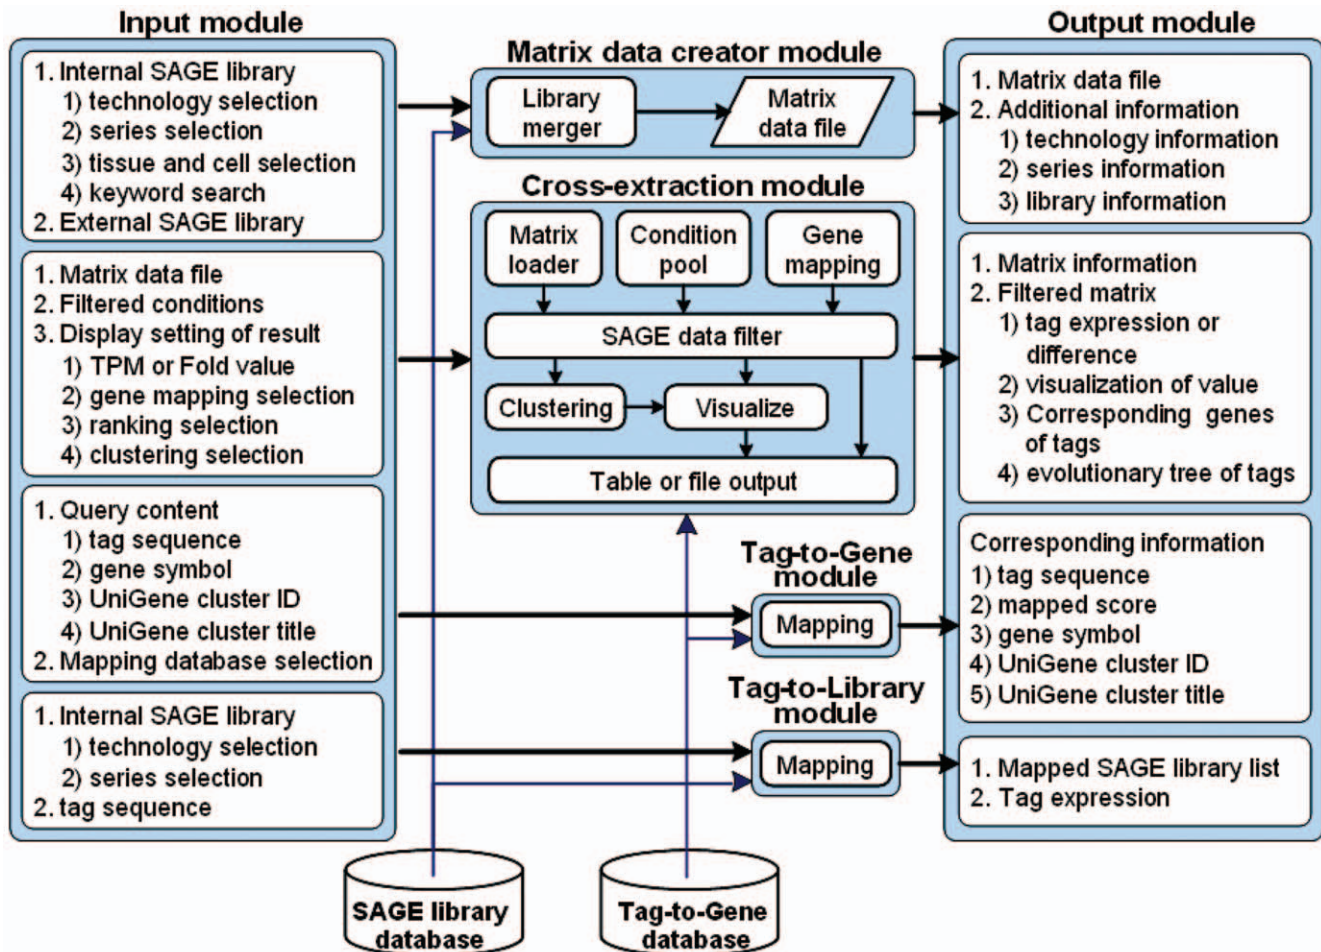 Input module
1. Internal SAGE library
1) technology selection
2) series selection
3) tissue and cell selection
4) keyword search
2. External SAGE library
1. Matrix data file
2. Filtered conditions
3. Display setting of result
1) TPM or Fold value
2) gene mapping selection
3) ranking selection
4) clustering selection
1. Query content
1) tag sequence
2) gene symbol
3) UniGene cluster ID
4) UniGene cluster title
2. Mapping database selection
1. Internal SAGE library
1) technology selection
2) series selection
2. tag sequence
Matrix data creator module
Library
merger
Matrix
data file
Cross-extraction module
Matrix
loader
Condition
pool
Gene
mapping
SAGE data filter
Clustering
Visualize
Table or file output
Tag-to-Gene
module
Mapping
Tag-to-Library
module
Mapping
SAGE library
database
Tag-to-Gene
database
Output module
1. Matrix data file
2. Additional information
1) technology information
2) series information
3) library information
1. Matrix information
2. Filtered matrix
1) tag expression or
difference
2) visualization of value
3) Corresponding genes
of tags
4) evolutionary tree of tags
Corresponding information
1) tag sequence
2) mapped score
3) gene symbol
4) UniGene cluster ID
5) UniGene cluster title
1. Mapped SAGE library list
2. Tag expression